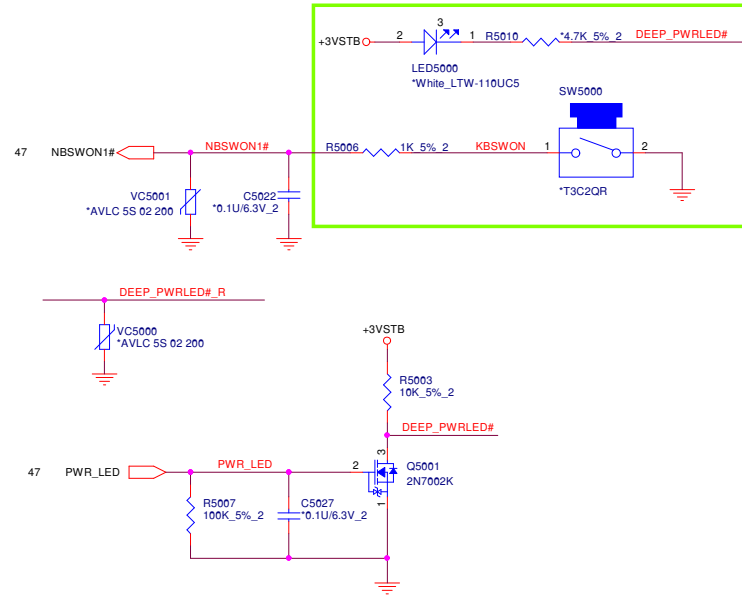 3
+3VSTB 2 1 R5010 *4.7K_5%_2 DEEP_PWRLED#
LED5000
*White_LTW-110UC5
SW5000
47 NBSWON1# NBSWON1# R5006 1K_5%_2 KBSWON 1 2
VC5001
*AVLC 5S 02 200
C5022
*0.1U/6.3V_2
*T3C2QR
DEEP_PWRLED#_R
VC5000
*AVLC 5S 02 200
+3VSTB
R5003
10K_5%_2
DEEP_PWRLED#
3
47 PWR_LED PWR_LED 2
Q5001
2N7002K
1
R5007
100K_5%_2
C5027
*0.1U/6.3V_2